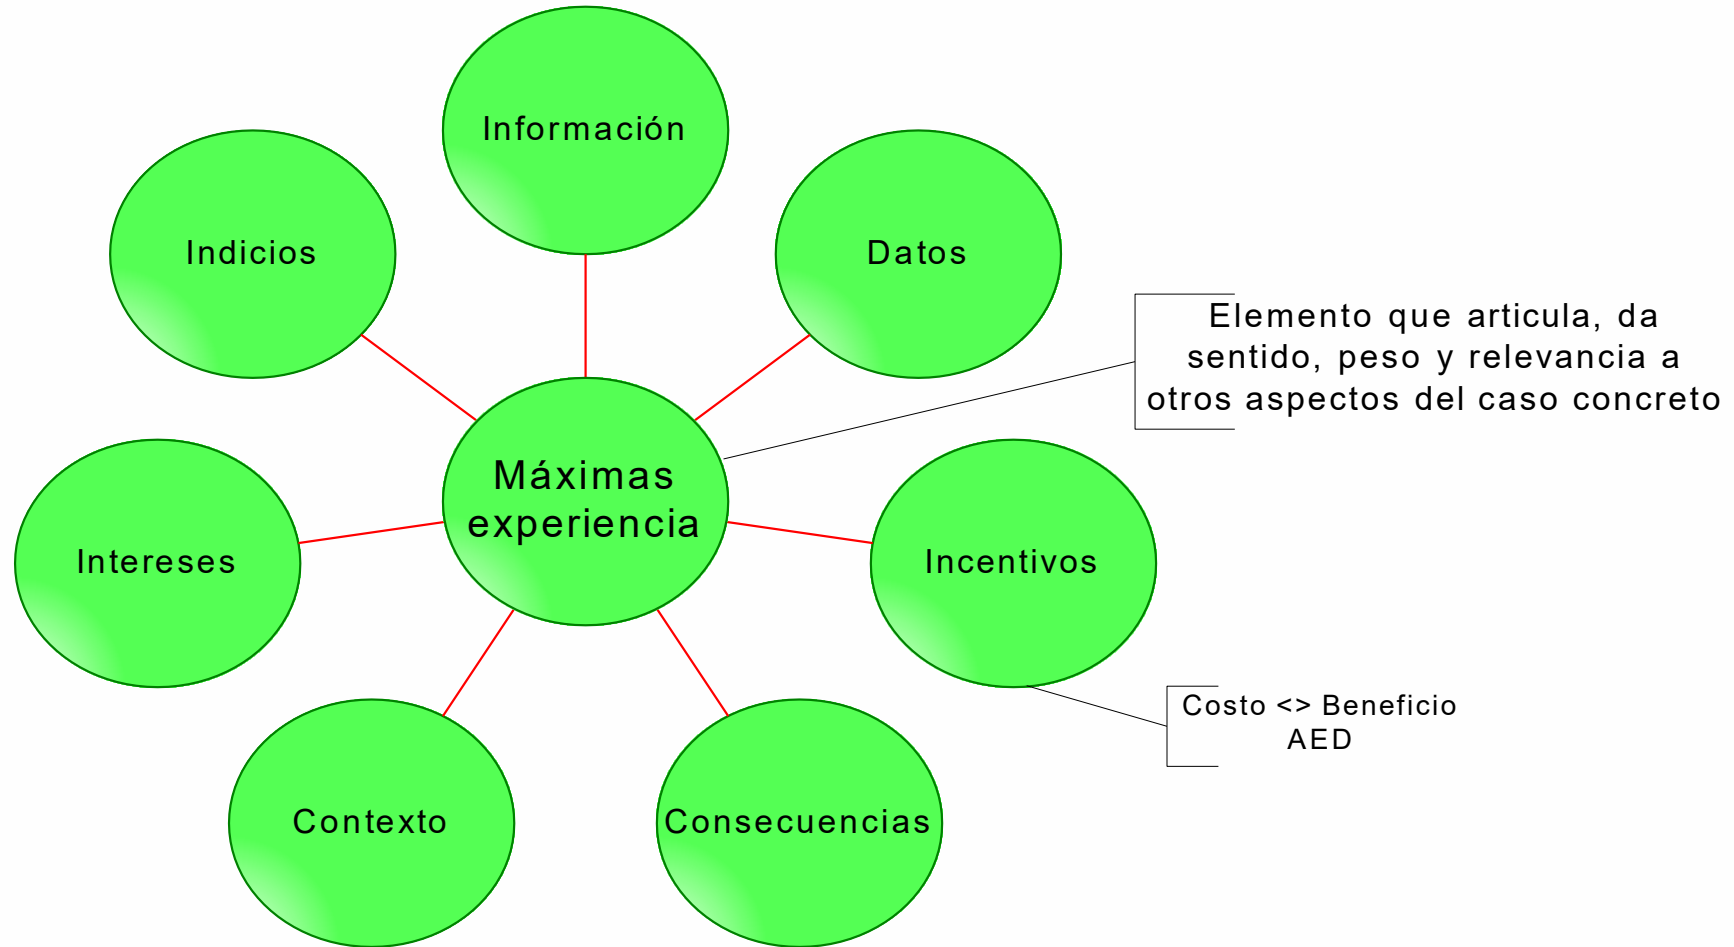 Información
Indicios
Datos
Elemento que articula, da
sentido, peso y relevancia a
otros aspectos del caso concreto
Máximas
experiencia
Intereses
Incentivos
Costo <> Beneficio
AED
Contexto
Consecuencias